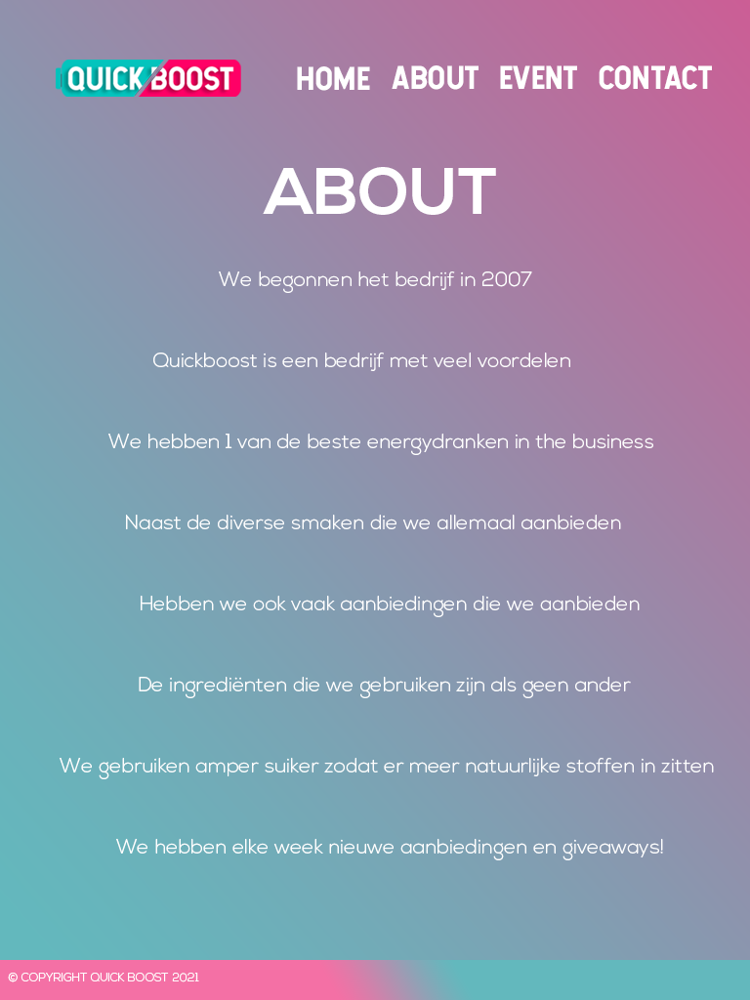 QUICK BOOST HOME ABOUT EVENT CONTACT
ABOUT
We begonnen het bedrijf in 2007
Quickboost is een bedrijf met veel voordelen
We hebben 1 van de beste energydranken in the business
Naast de diverse smaken die we allemaal aanbieden
Hebben we ook vaak aanbiedingen die we aanbieden
De ingrediënten die we gebruiken zijn als geen ander
We gebruiken amper suiker zodat er meer natuurlijke stoffen in zitten
We hebben elke week nieuwe aanbiedingen en giveaways!
© COPYRIGHT QUICK BOOST 2021